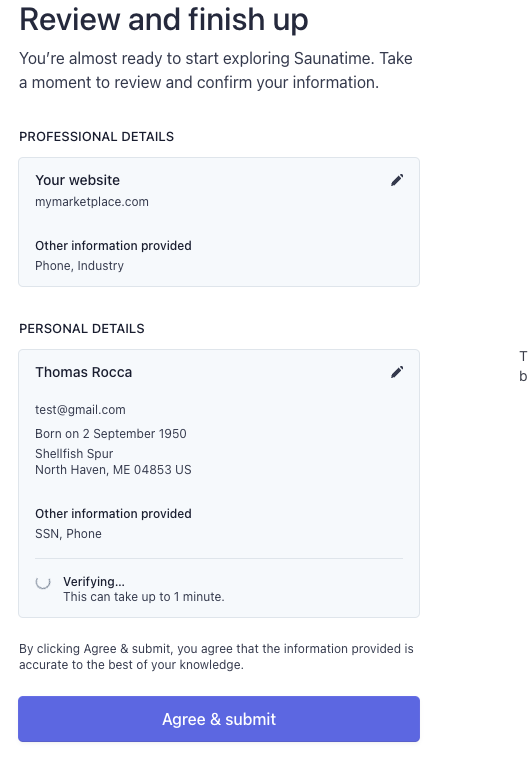 Review and finish up
You’re almost ready to start exploring Saunatime. Take
a moment to review and confirm your information.
PROFESSIONAL DETAILS
Your website
mymarketplace.com
Other information provided
Phone, Industry
PERSONAL DETAILS
Thomas Rocca
test@gmail.com
Born on 2 September 1950
Shellfish Spur
North Haven, ME 04853 US
Other information provided
SSN, Phone
Verifying...
This can take up to 1 minute.
By clicking Agree & submit, you agree that the information provided is
accurate to the best of your knowledge.
Agree & submit
T
b